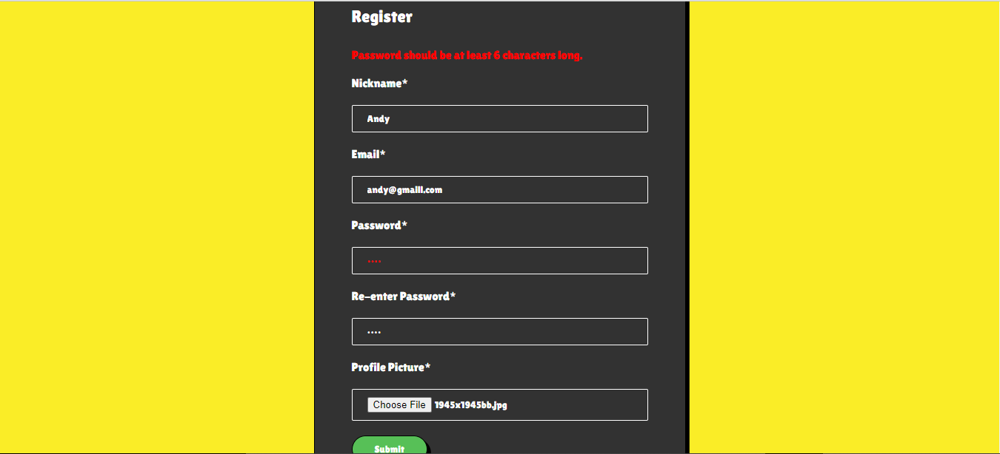 Register
Password should be at least 6 characters long.
Nickname*
Andy
Email*
andy@gmaill.com
Password*
····
Re-enter Password*
····
Profile Picture*
Choose File 1945x1945bb.jpg
Submit